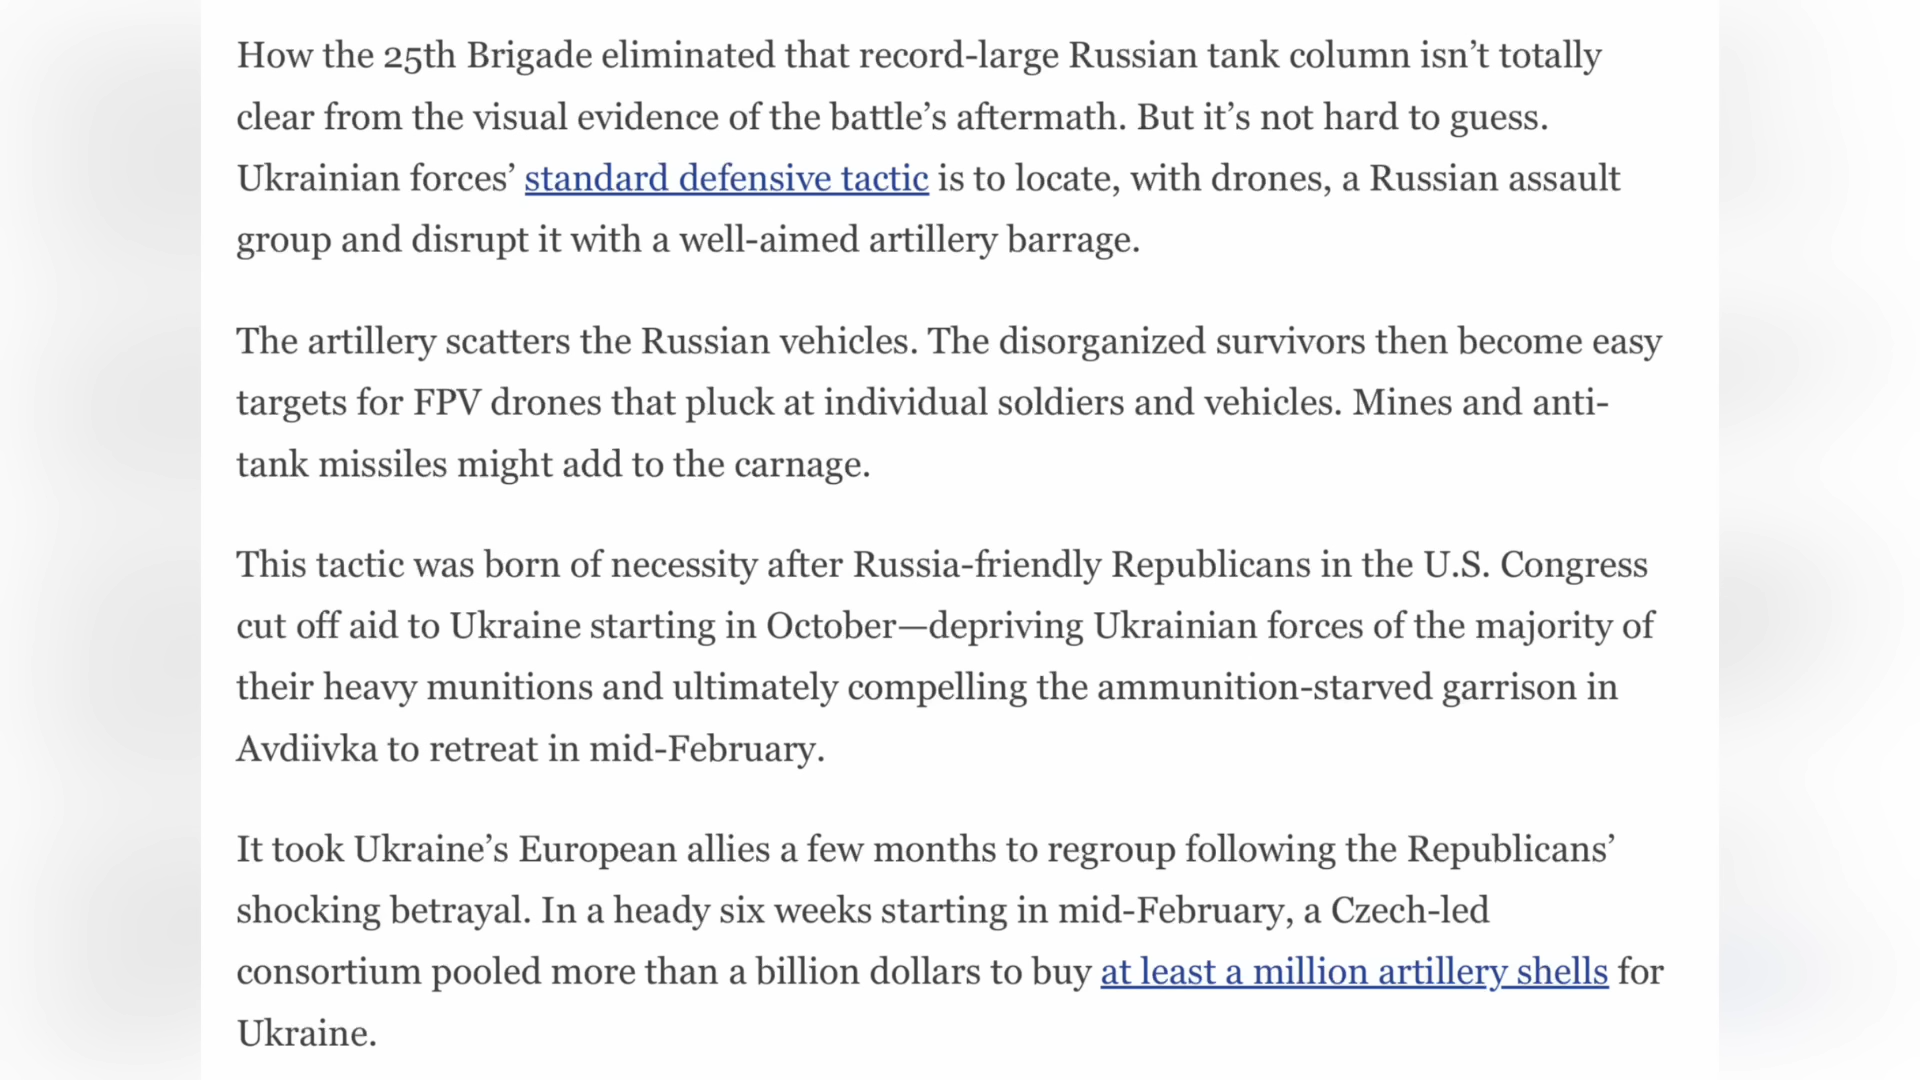 How the 25th Brigade eliminated that record-large Russian tank column isn’t totally
clear from the visual evidence of the battle’s aftermath. But it’s not hard to guess.
Ukrainian forces’ standard defensive tactic is to locate, with drones, a Russian assault
group and disrupt it with a well-aimed artillery barrage.
The artillery scatters the Russian vehicles. The disorganized survivors then become easy
targets for FPV drones that pluck at individual soldiers and vehicles. Mines and anti-
tank missiles might add to the carnage.
This tactic was born of necessity after Russia-friendly Republicans in the U.S. Congress
cut off aid to Ukraine starting in October—depriving Ukrainian forces of the majority of
their heavy munitions and ultimately compelling the ammunition-starved garrison in
Avdiivka to retreat in mid-February.
It took Ukraine’s European allies a few months to regroup following the Republicans’
shocking betrayal. In a heady six weeks starting in mid-February, a Czech-led
consortium pooled more than a billion dollars to buy at least a million artillery shells for
Ukraine.